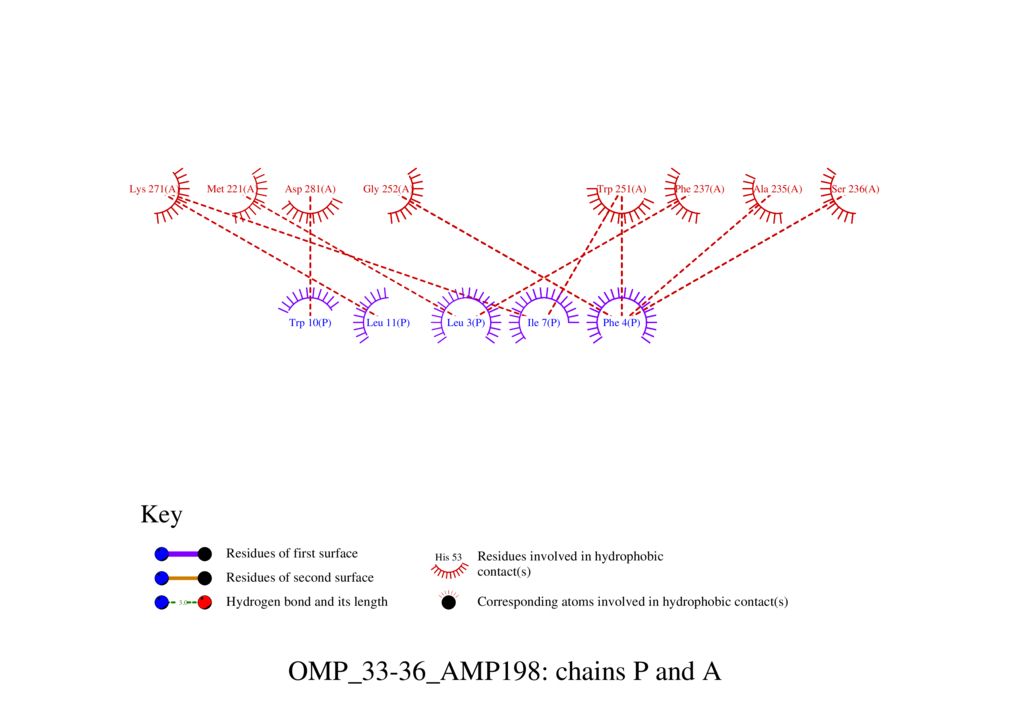 Lys 271(A) Met 221(A) Asp 281(A) Gly 252(A) Trp 251(A) Phe 237(A) Ala 235(A) Ser 236(A)
Trp 10(P) Leu 11(P) Leu 3(P) Ile 7(P) Phe 4(P)
Key
Residues of first surface
Residues of second surface
3.0
Hydrogen bond and its length
His 53
Residues involved in hydrophobic
contact(s)
Corresponding atoms involved in hydrophobic contact(s)
OMP_33-36_AMP198: chains P and A